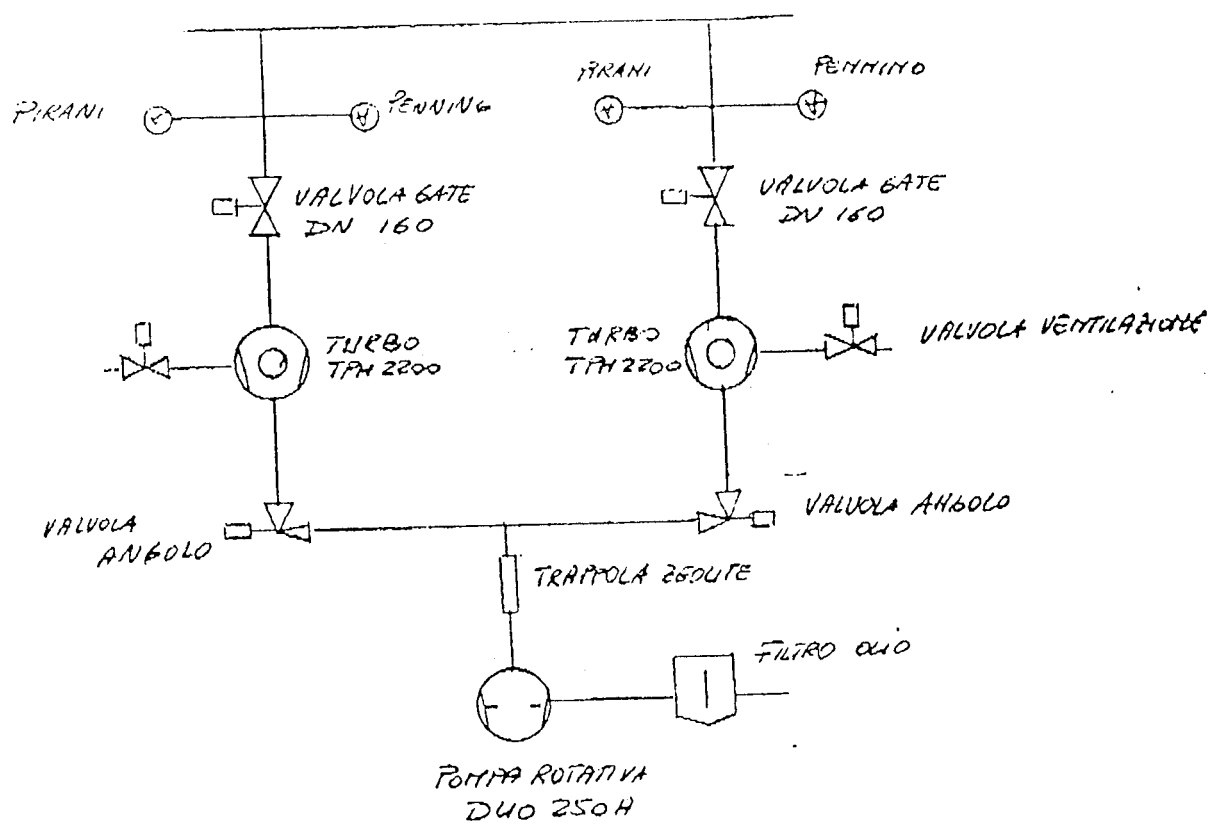 PIRANI
PENNING
PIRANI
PENNING
VALVOLA GATE
DN 160
VALVOLA GATE
DN 160
TURBO
TPH 2200
TURBO
TPH 2200
VALVOLA VENTILAZIONE
VALVOLA
ANGOLO
VALVOLA ANGOLO
TRAPPOLA ZEOLITE
FILTRO OLIO
POMPA ROTATIVA
DUO 250A